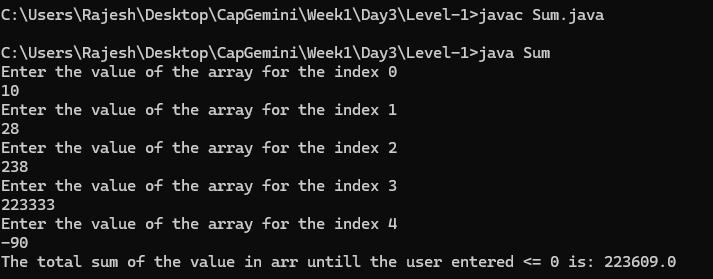 C:\Users\Rajesh\Desktop\CapGemini\Week1\Day3\Level-1>javac Sum.java
C:\Users\Rajesh\Desktop\CapGemini\Week1\Day3\Level-1>java Sum
Enter the value of the array for the index 0
10
Enter the value of the array for the index 1
28
Enter the value of the array for the index 2
238
Enter the value of the array for the index 3
223333
Enter the value of the array for the index 4
-90
The total sum of the value in arr untill the user entered <= 0 is: 223609.0